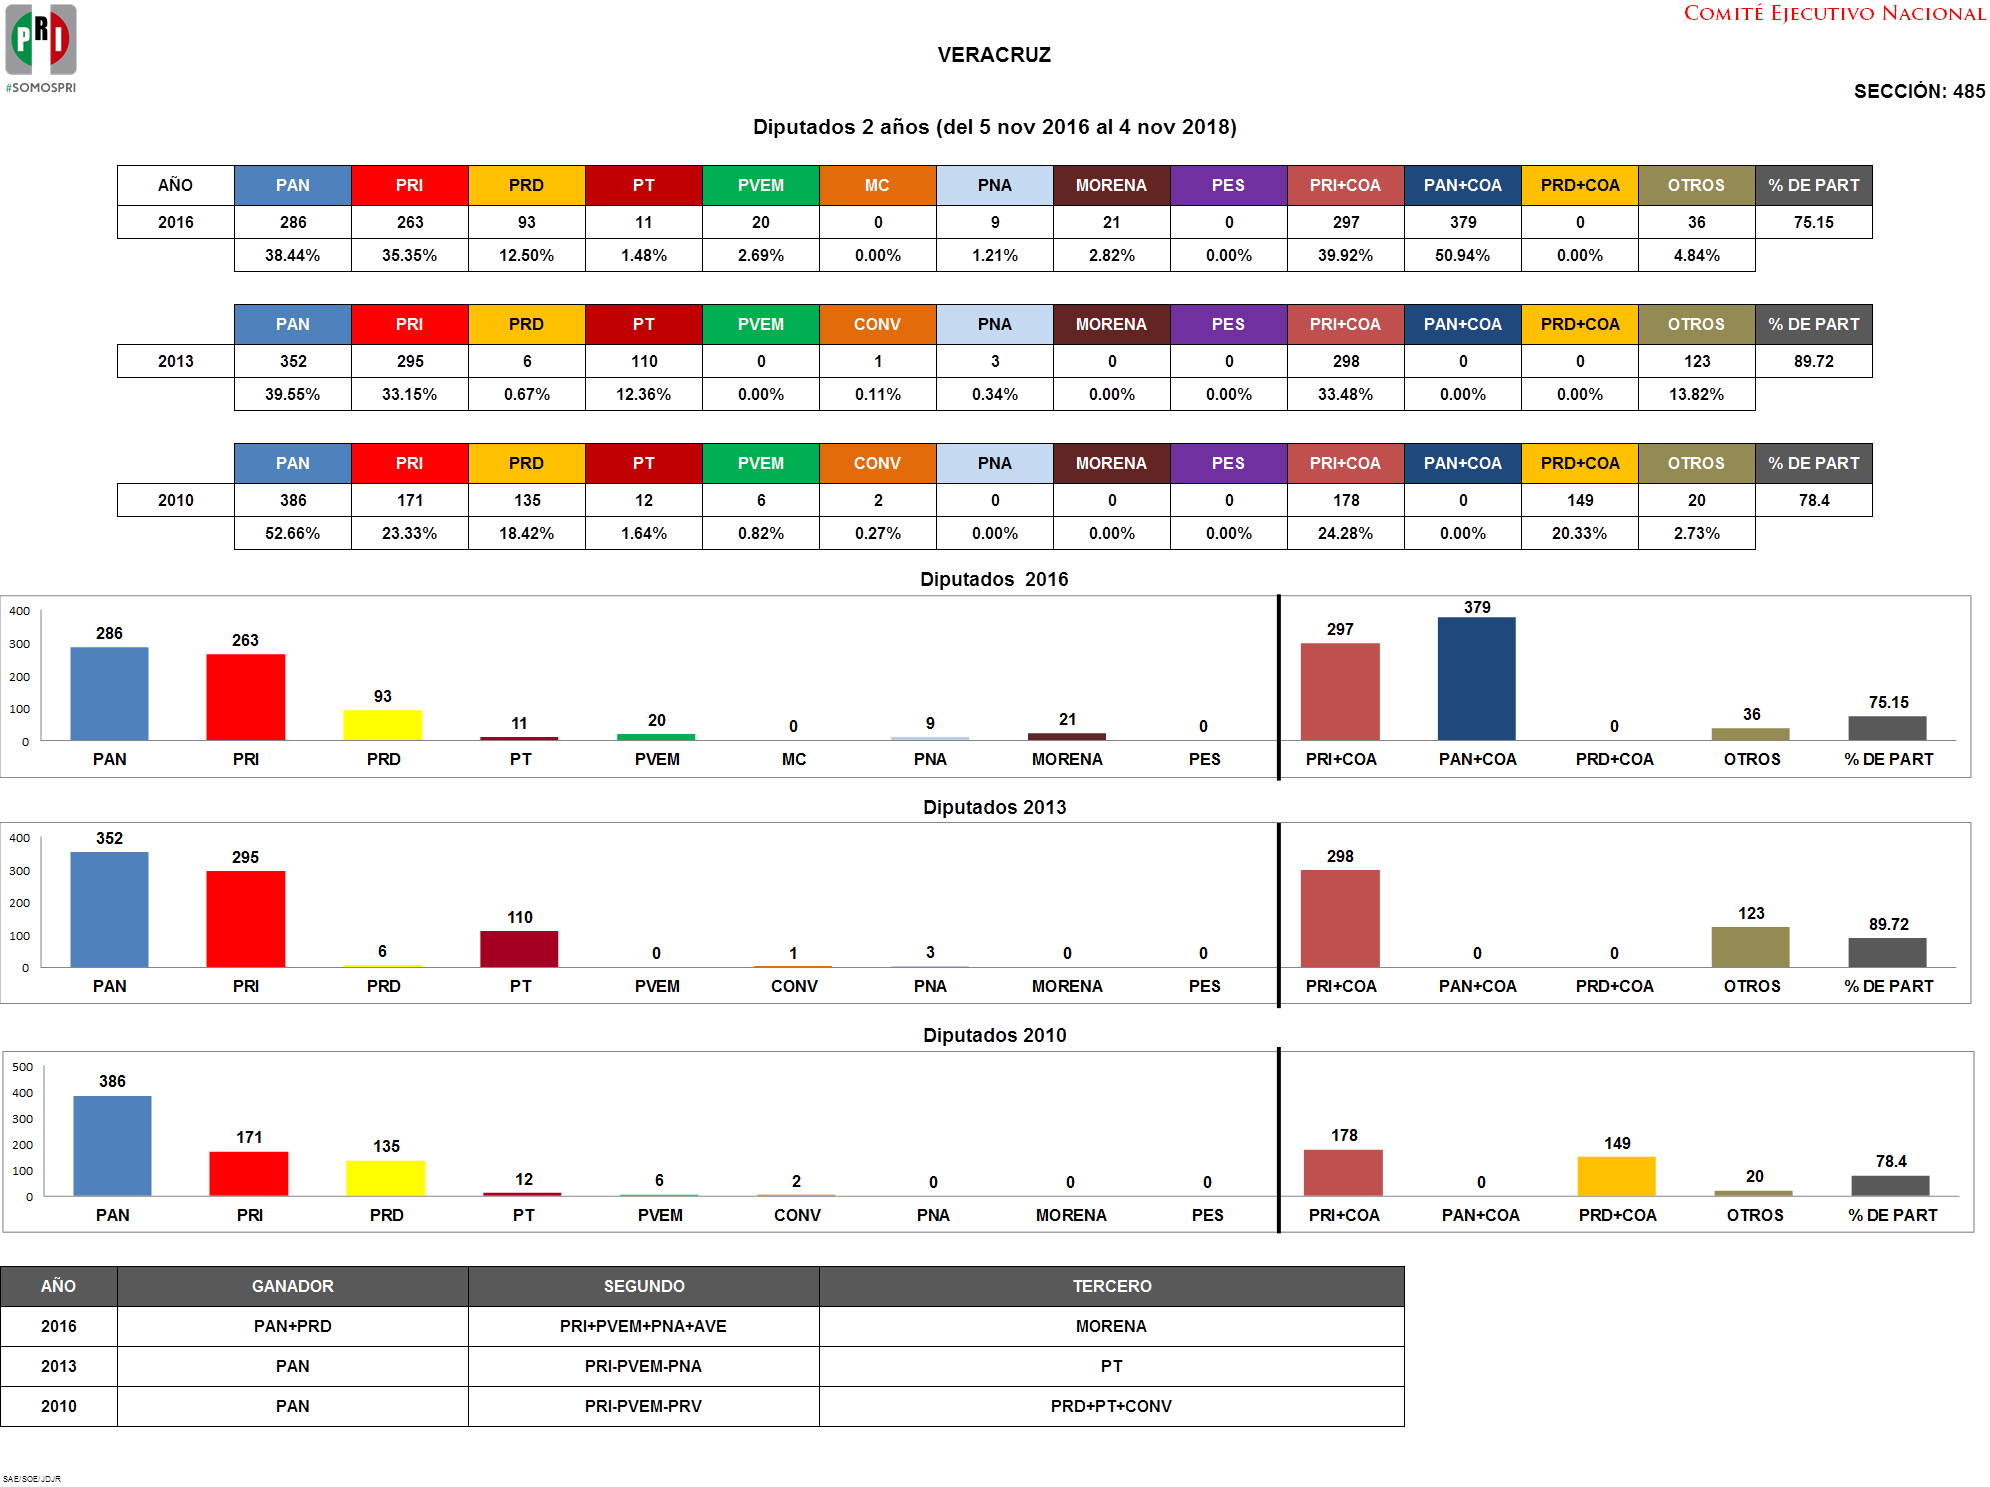 PRI
#SOMOSPRI
COMITÉ EJECUTIVO NACIONAL
VERACRUZ
SECCIÓN: 485
Diputados 2 años (del 5 nov 2016 al 4 nov 2018)
AÑO PAN PRI PRD PT PVEM MC PNA MORENA PES PRI+COA PAN+COA PRD+COA OTROS % DE PART
2016 286 263 93 11 20 0 9 21 0 297 379 0 36 75.15
38.44% 35.35% 12.50% 1.48% 2.69% 0.00% 1.21% 2.82% 0.00% 39.92% 50.94% 0.00% 4.84%
PAN PRI PRD PT PVEM CONV PNA MORENA PES PRI+COA PAN+COA PRD+COA OTROS % DE PART
2013 352 295 6 110 0 1 3 0 0 298 0 0 123 89.72
39.55% 33.15% 0.67% 12.36% 0.00% 0.11% 0.34% 0.00% 0.00% 33.48% 0.00% 0.00% 13.82%
PAN PRI PRD PT PVEM CONV PNA MORENA PES PRI+COA PAN+COA PRD+COA OTROS % DE PART
2010 386 171 135 12 6 2 0 0 0 178 0 149 20 78.4
52.66% 23.33% 18.42% 1.64% 0.82% 0.27% 0.00% 0.00% 0.00% 24.28% 0.00% 20.33% 2.73%
Diputados 2016
400
300
200
100
0
286 263 93 11 20 0 9 21 0 297 379 0 36 75.15
PAN PRI PRD PT PVEM MC PNA MORENA PES PRI+COA PAN+COA PRD+COA OTROS % DE PART
Diputados 2013
400
300
200
100
0
352 295 6 110 0 1 3 0 0 298 0 0 123 89.72
PAN PRI PRD PT PVEM CONV PNA MORENA PES PRI+COA PAN+COA PRD+COA OTROS % DE PART
Diputados 2010
500
400
300
200
100
0
386 171 135 12 6 2 0 0 0 178 0 149 20 78.4
PAN PRI PRD PT PVEM CONV PNA MORENA PES PRI+COA PAN+COA PRD+COA OTROS % DE PART
AÑO GANADOR SEGUNDO TERCERO
2016 PAN+PRD PRI+PVEM+PNA+AVE MORENA
2013 PAN PRI-PVEM-PNA PT
2010 PAN PRI-PVEM-PRV PRD+PT+CONV
SAE/SOE/JDJR